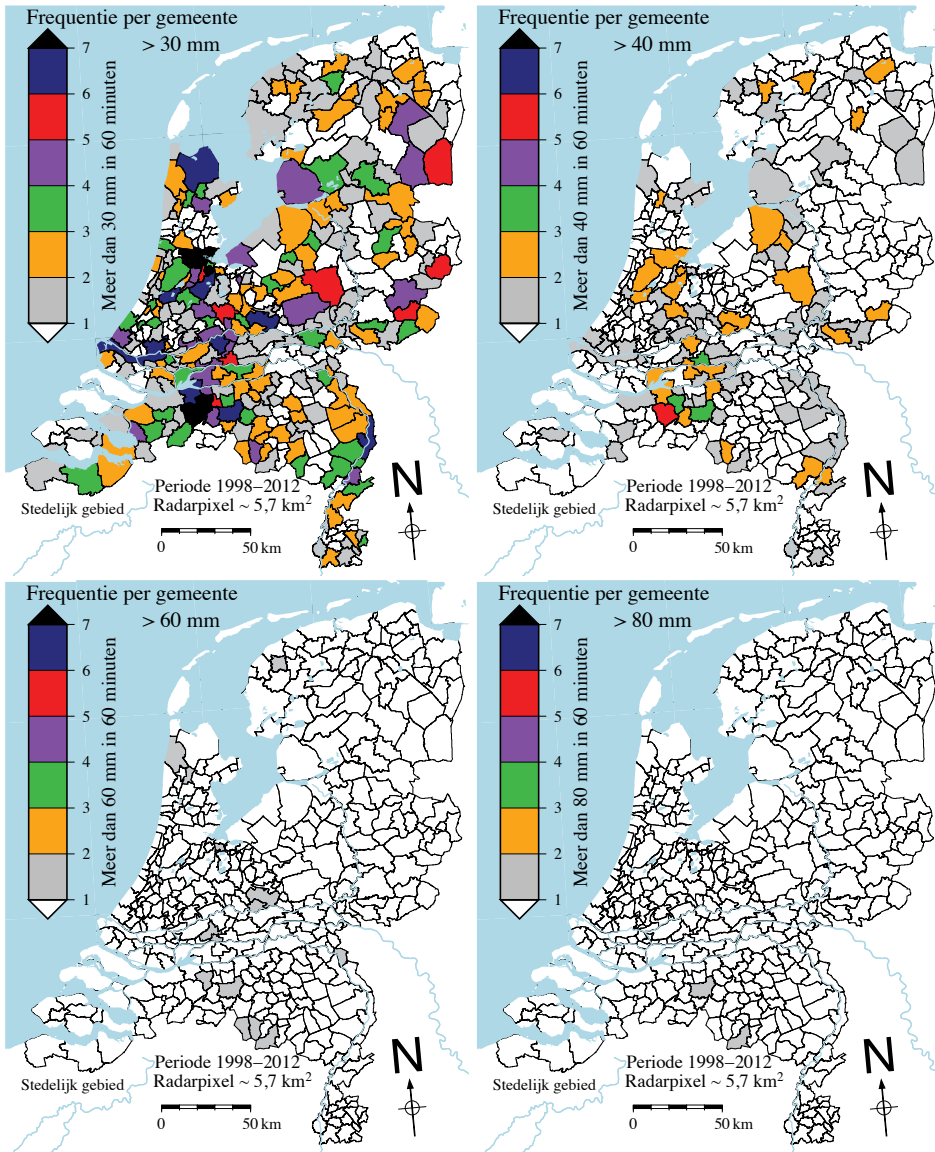 Frequentie per gemeente
> 30 mm
7
6
5
4
3
2
1
Meer dan 30 mm in 60 minuten
Stedelijk gebied
Periode 1998–2012
Radarpixel ~ 5,7 km²
0 50 km
N
Frequentie per gemeente
> 40 mm
7
6
5
4
3
2
1
Meer dan 40 mm in 60 minuten
Stedelijk gebied
Periode 1998–2012
Radarpixel ~ 5,7 km²
0 50 km
N
Frequentie per gemeente
> 60 mm
7
6
5
4
3
2
1
Meer dan 60 mm in 60 minuten
Stedelijk gebied
Periode 1998–2012
Radarpixel ~ 5,7 km²
0 50 km
N
Frequentie per gemeente
> 80 mm
7
6
5
4
3
2
1
Meer dan 80 mm in 60 minuten
Stedelijk gebied
Periode 1998–2012
Radarpixel ~ 5,7 km²
0 50 km
N